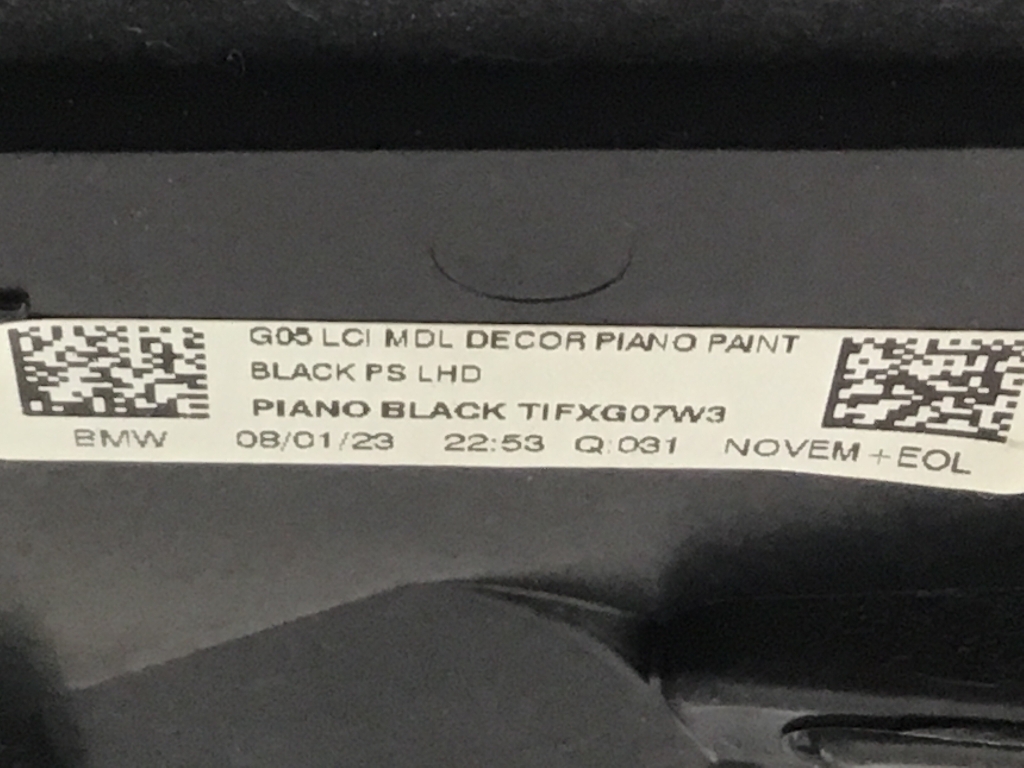 G05 LCI MDL DECOR PIANO PAINT
BLACK PS LHD
PIANO BLACK TIFXG07W3
BMW 08/01/23 22:53 Q:031 NOVEM+EOL